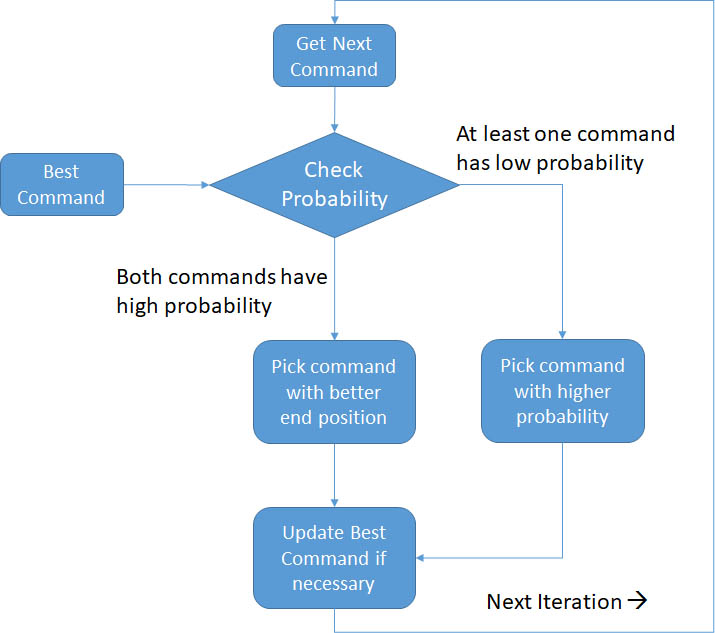 Get Next
Command
At least one command
has low probability
Best
Command
Check
Probability
Both commands have
high probability
Pick command
with better
end position
Pick command
with higher
probability
Update Best
Command if
necessary
Next Iteration →